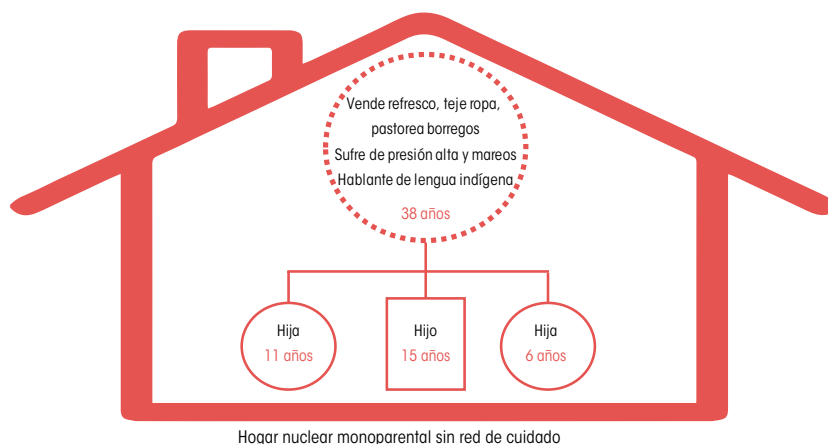 Vende refresco, teje ropa,
pastorea borregos
Sufre de presión alta y mareos
Hablante de lengua indígena
38 años
Hija
11 años
Hijo
15 años
Hija
6 años
Hogar nuclear monoparental sin red de cuidado